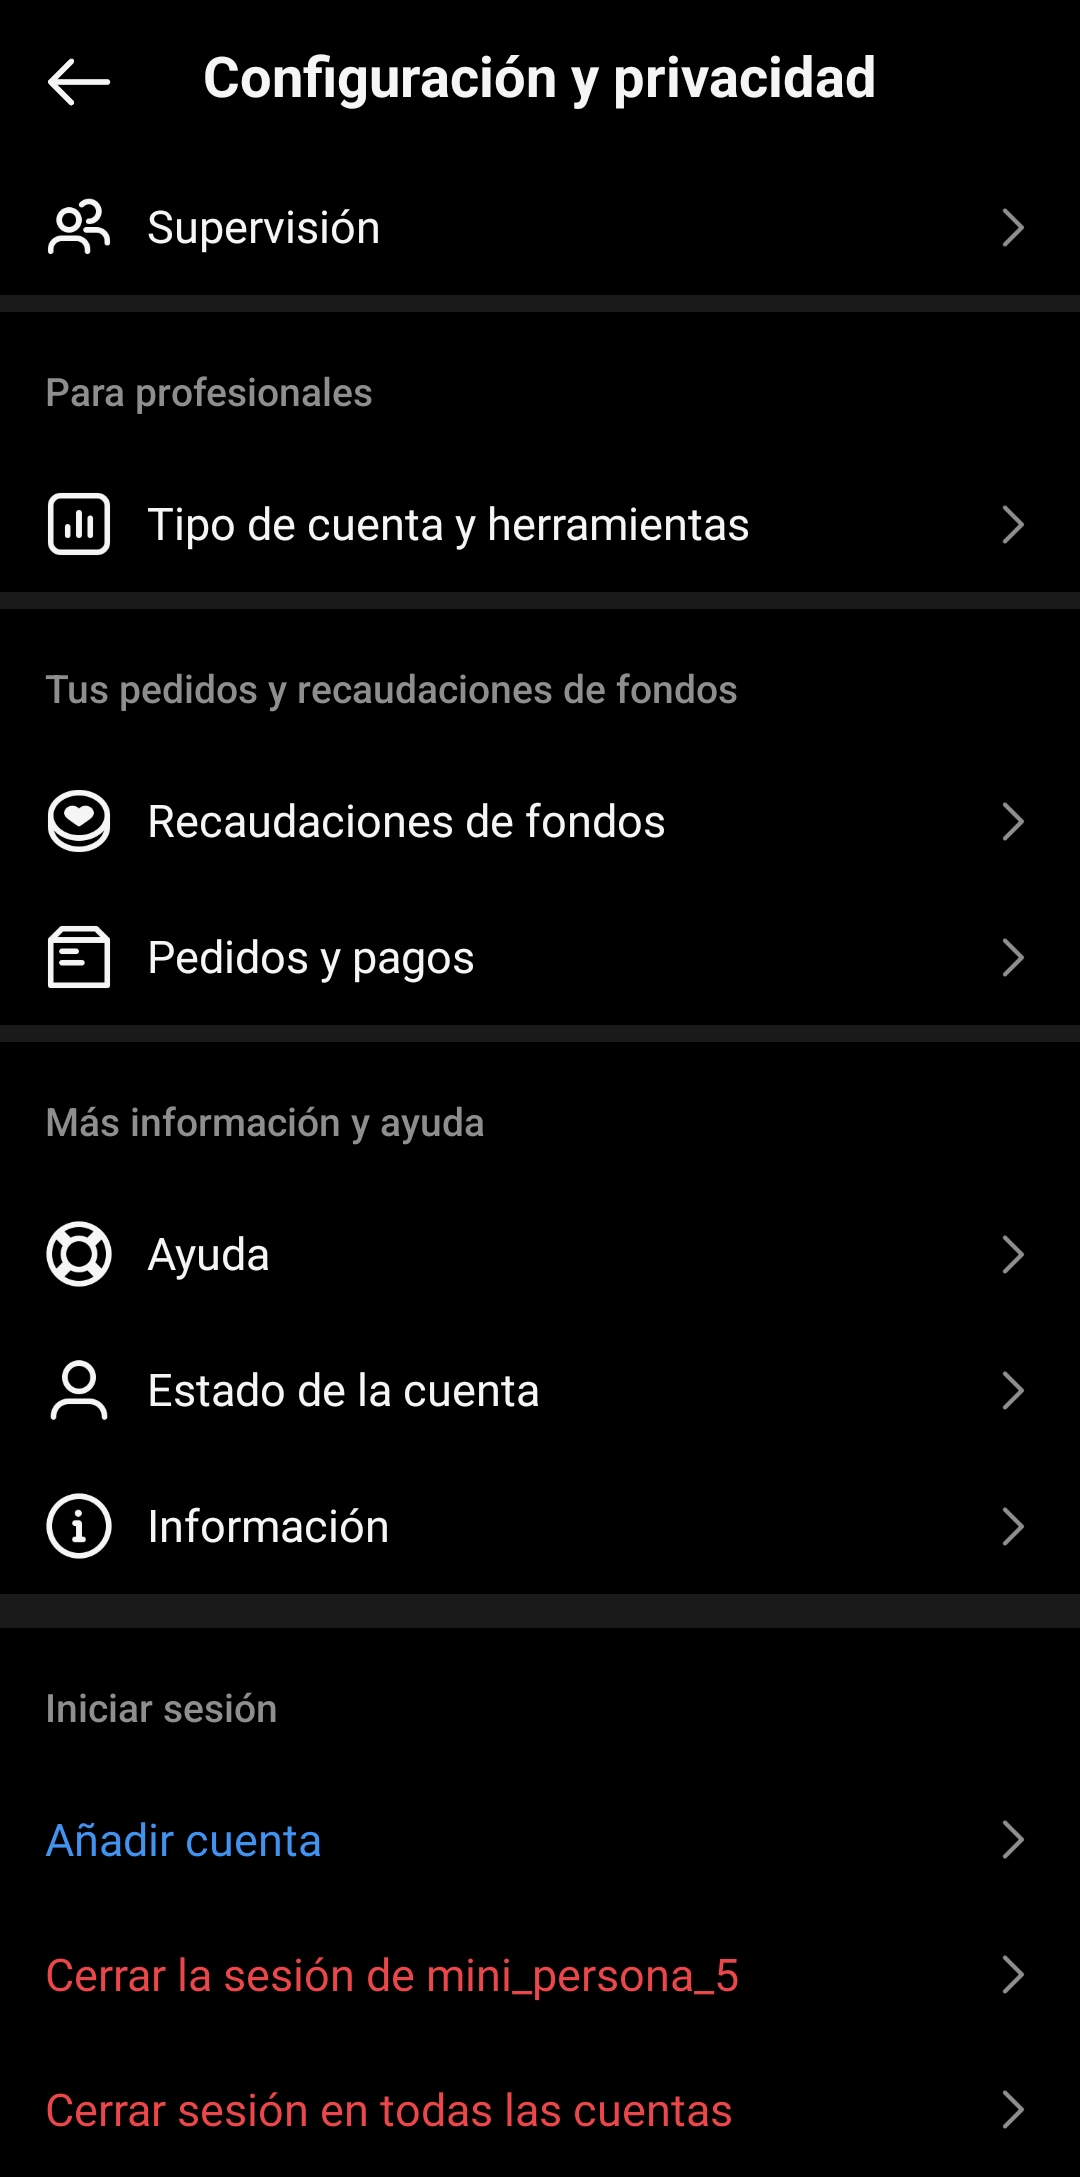 Configuración y privacidad
Supervisión
Para profesionales
Tipo de cuenta y herramientas
Tus pedidos y recaudaciones de fondos
Recaudaciones de fondos
Pedidos y pagos
Más información y ayuda
Ayuda
Estado de la cuenta
Información
Iniciar sesión
Añadir cuenta
Cerrar la sesión de mini_persona_5
Cerrar sesión en todas las cuentas